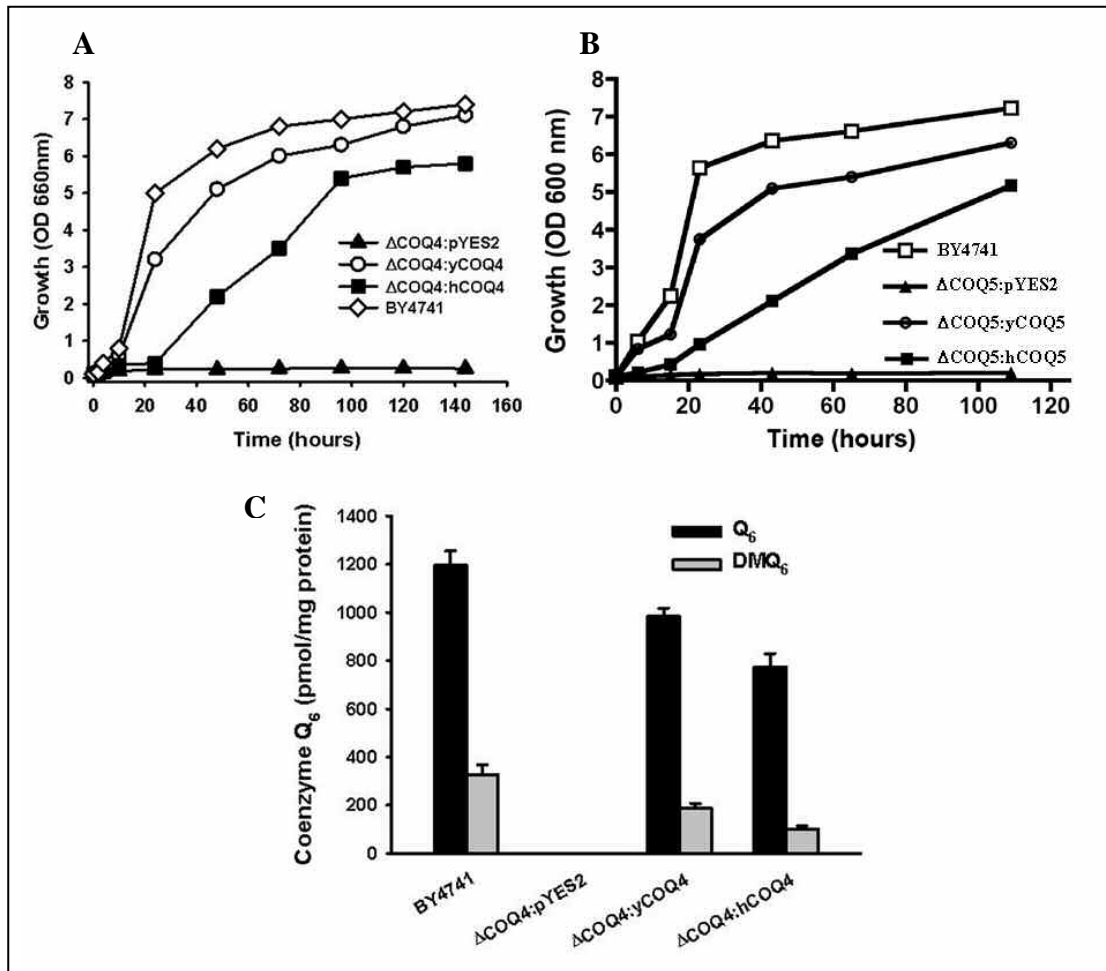 A
8
7
6
5
4
3
2
1
0
Growth (OD 660nm)
ΔCOQ4:pYES2
ΔCOQ4:yCOQ4
ΔCOQ4:hCOQ4
BY4741
0 20 40 60 80 100 120 140 160
Time (hours)
B
8
7
6
5
4
3
2
1
0
Growth (OD 600 nm)
BY4741
ΔCOQ5:pYES2
ΔCOQ5:yCOQ5
ΔCOQ5:hCOQ5
0 20 40 60 80 100 120
Time (hours)
C
1400
1200
1000
800
600
400
200
0
Coenzyme Q₆ (pmol/mg protein)
Q₆
DMQ₆
BY4741
ΔCOQ4:pYES2
ΔCOQ4:yCOQ4
ΔCOQ4:hCOQ4